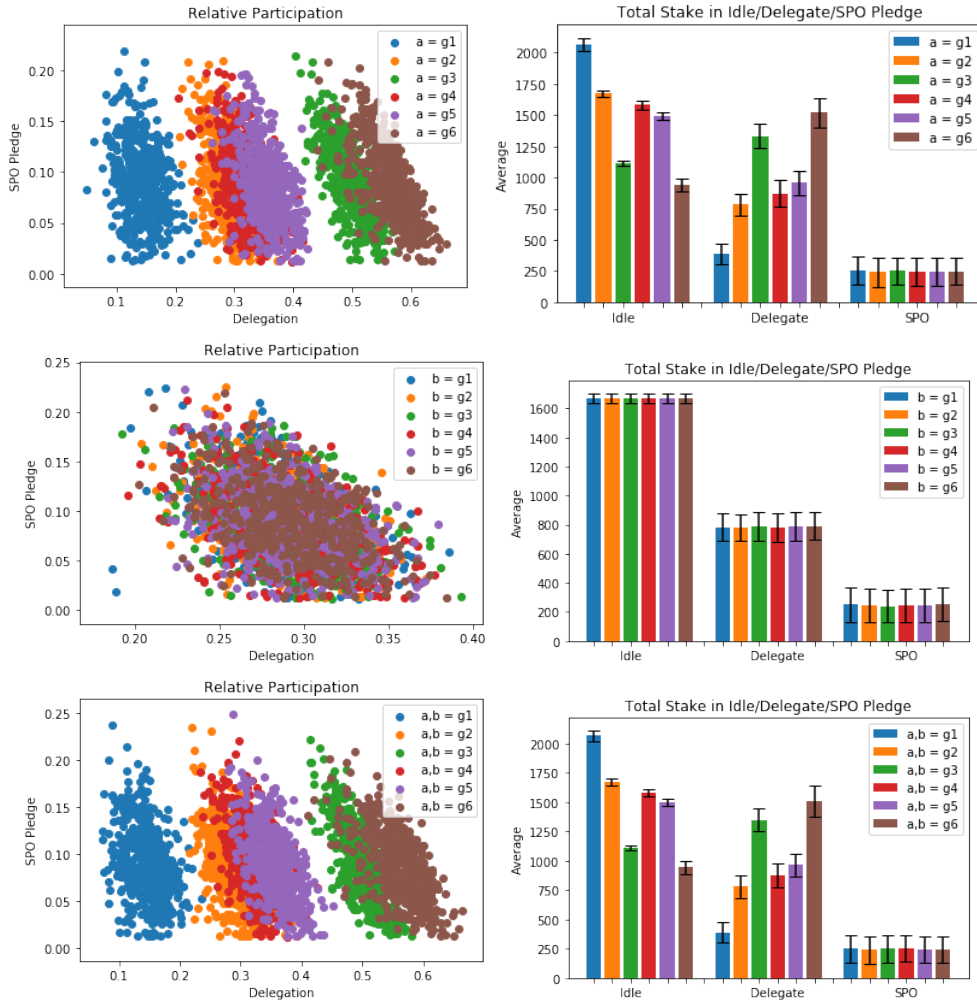 Relative Participation
0.20
0.15
0.10
0.05
0.00
SPO Pledge
a = g1
a = g2
a = g3
a = g4
a = g5
a = g6
0.1 0.2 0.3 0.4 0.5 0.6
Delegation
Total Stake in Idle/Delegate/SPO Pledge
2000
1750
1500
1250
1000
750
500
250
0
Average
a = g1
a = g2
a = g3
a = g4
a = g5
a = g6
Idle Delegate SPO
Relative Participation
0.25
0.20
0.15
0.10
0.05
0.00
SPO Pledge
b = g1
b = g2
b = g3
b = g4
b = g5
b = g6
0.20 0.25 0.30 0.35 0.40
Delegation
Total Stake in Idle/Delegate/SPO Pledge
1600
1400
1200
1000
800
600
400
200
0
Average
b = g1
b = g2
b = g3
b = g4
b = g5
b = g6
Idle Delegate SPO
Relative Participation
0.25
0.20
0.15
0.10
0.05
0.00
SPO Pledge
a,b = g1
a,b = g2
a,b = g3
a,b = g4
a,b = g5
a,b = g6
0.1 0.2 0.3 0.4 0.5 0.6
Delegation
Total Stake in Idle/Delegate/SPO Pledge
2000
1750
1500
1250
1000
750
500
250
0
Average
a,b = g1
a,b = g2
a,b = g3
a,b = g4
a,b = g5
a,b = g6
Idle Delegate SPO